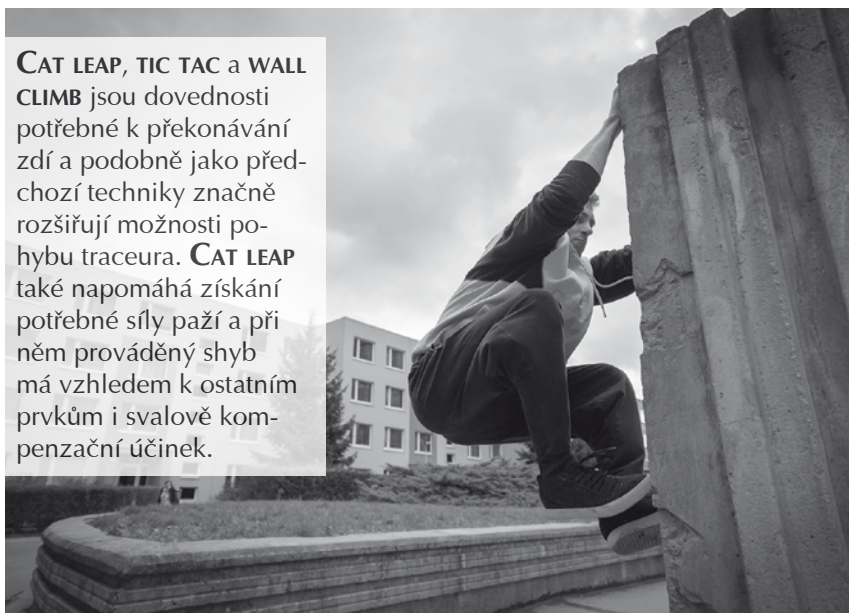 CAT LEAP, TIC TAC a WALL
CLIMB jsou dovednosti
potřebné k překonávání
zdí a podobně jako před-
chozí techniky značně
rozšiřují možnosti po-
hybu traceura. CAT LEAP
také napomáhá získání
potřebné síly paží a při
něm prováděný shyb
má vzhledem k ostatním
prvkům i svalově kom-
penzační účinek.